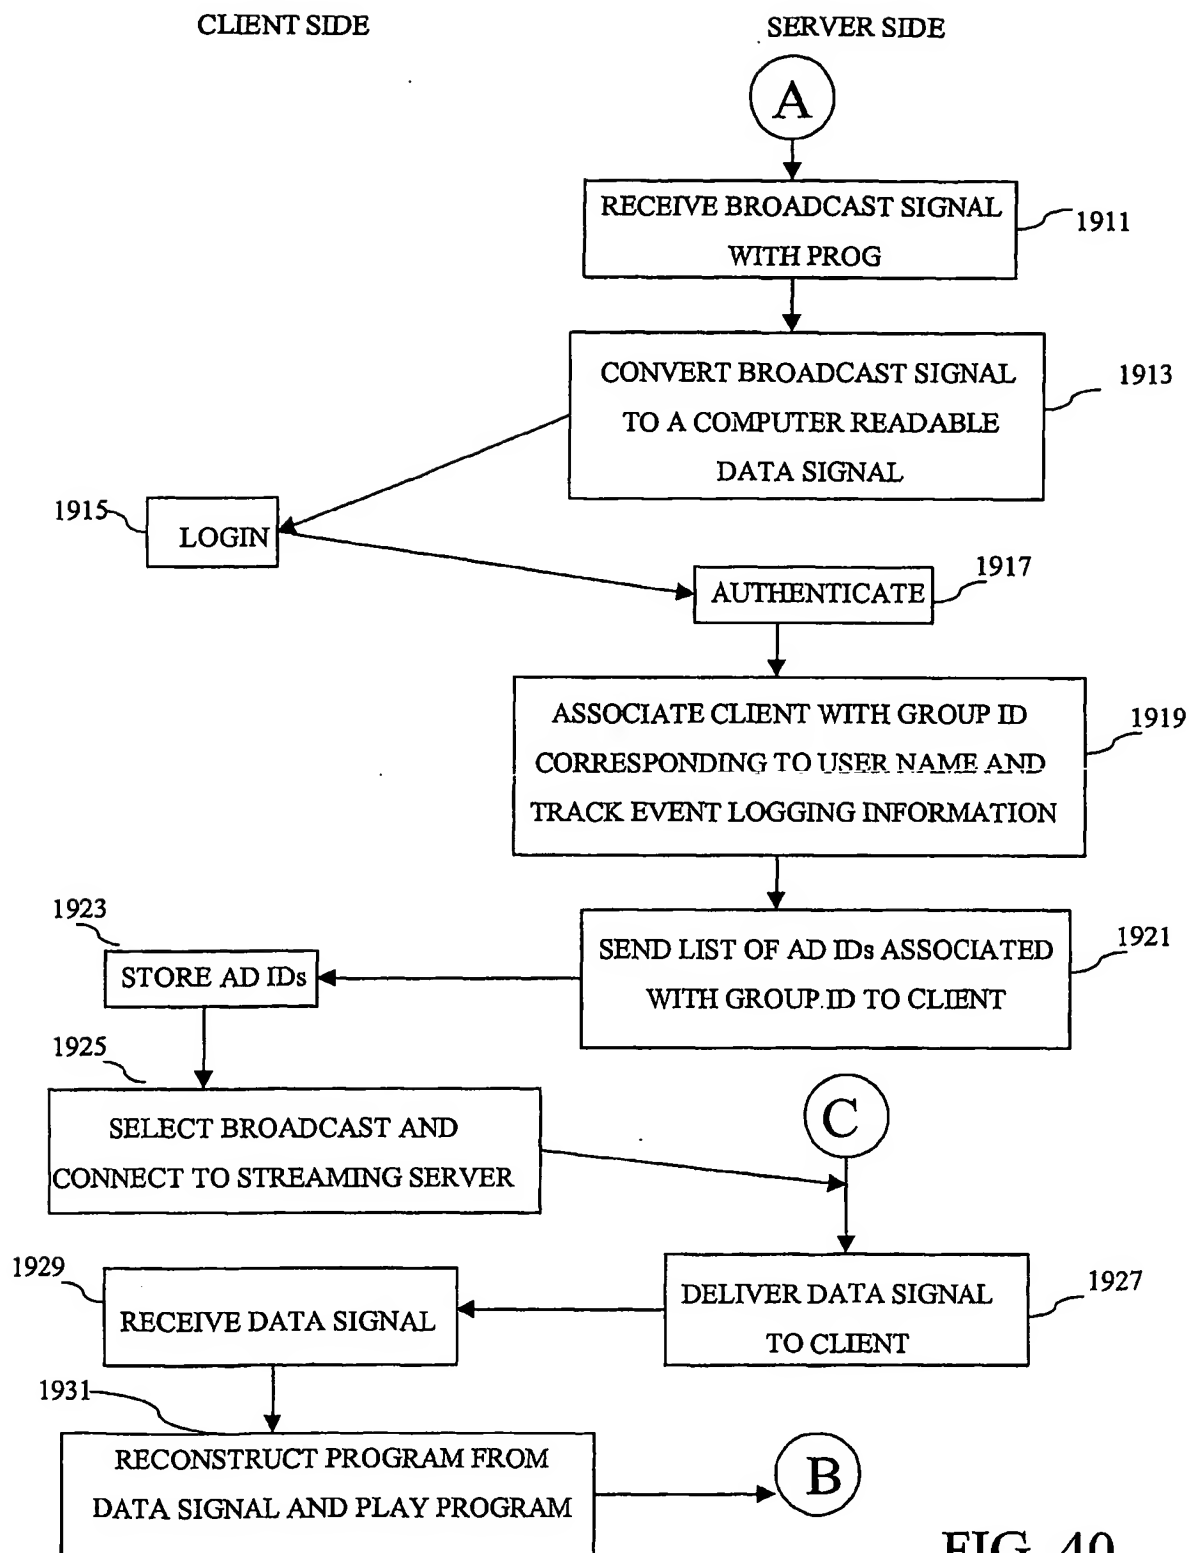 CLIENT SIDE
SERVER SIDE
A
RECEIVE BROADCAST SIGNAL
WITH PROG
1911
CONVERT BROADCAST SIGNAL
TO A COMPUTER READABLE
DATA SIGNAL
1913
1915
LOGIN
AUTHENTICATE
1917
ASSOCIATE CLIENT WITH GROUP ID
CORRESPONDING TO USER NAME AND
TRACK EVENT LOGGING INFORMATION
1919
SEND LIST OF AD IDs ASSOCIATED
WITH GROUP ID TO CLIENT
1921
1923
STORE AD IDs
1925
SELECT BROADCAST AND
CONNECT TO STREAMING SERVER
C
DELIVER DATA SIGNAL
TO CLIENT
1927
1929
RECEIVE DATA SIGNAL
1931
RECONSTRUCT PROGRAM FROM
DATA SIGNAL AND PLAY PROGRAM
B
FIG. 40